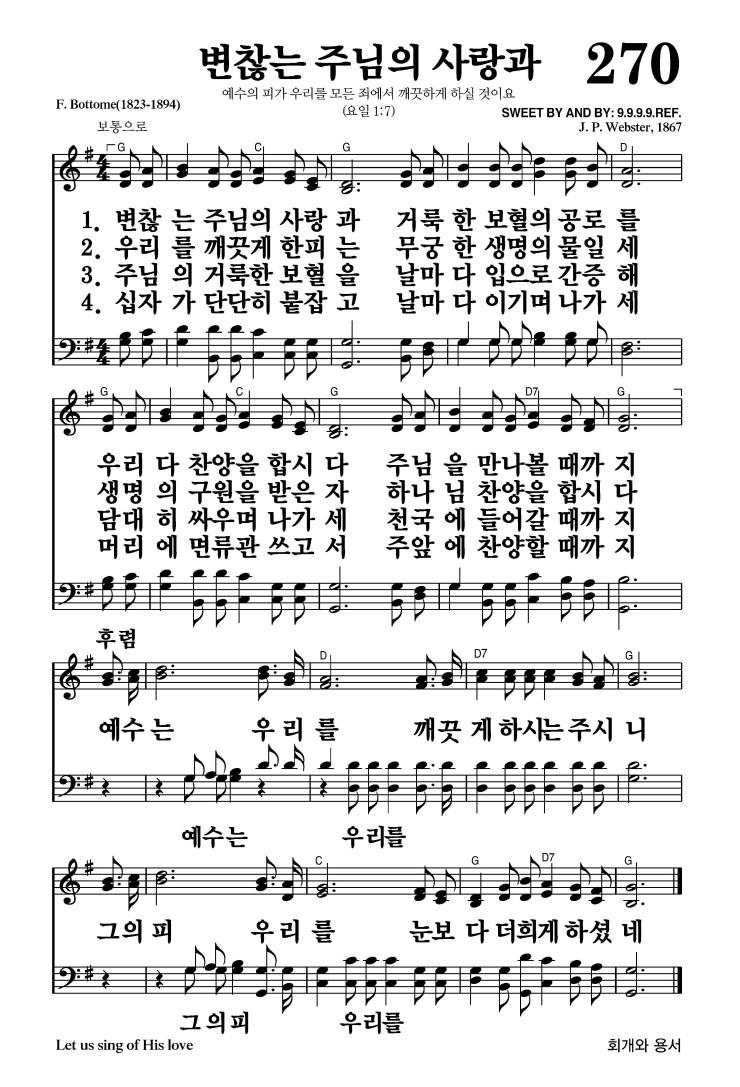 변찮는 주님의 사랑과 270
예수의 피가 우리를 모든 죄에서 깨끗하게 하실 것이요
(요일 1:7)
F. Bottome(1823-1894)
SWEET BY AND BY: 9.9.9.9.REF.
보통으로
J. P. Webster, 1867
G C G D
1. 변찮 는 주님의 사랑 과 거룩 한 보혈의 공로 를
2. 우리 를 깨끗게 한피 는 무궁 한 생명의 물일 세
3. 주님 의 거룩한 보혈 을 날마 다 입으로 간증 해
4. 십자 가 단단히 붙잡 고 날마 다 이기며 나가 세
G C G D7 G
우리 다 찬양을 합시 다 주님 을 만나볼 때까 지
생명 의 구원을 받은 자 하나 님 찬양을 합시 다
담대 히 싸우며 나가 세 천국 에 들어갈 때까 지
머리 에 면류관 쓰고 서 주앞 에 찬양할 때까 지
후렴
G D D7 G
예수 는 우 리 를 깨끗 게 하시는 주시 니
예수는 우리를
G C G D7 G
그의 피 우 리 를 눈보 다 더희게 하셨 네
그의피 우리를
Let us sing of His love
회개와 용서